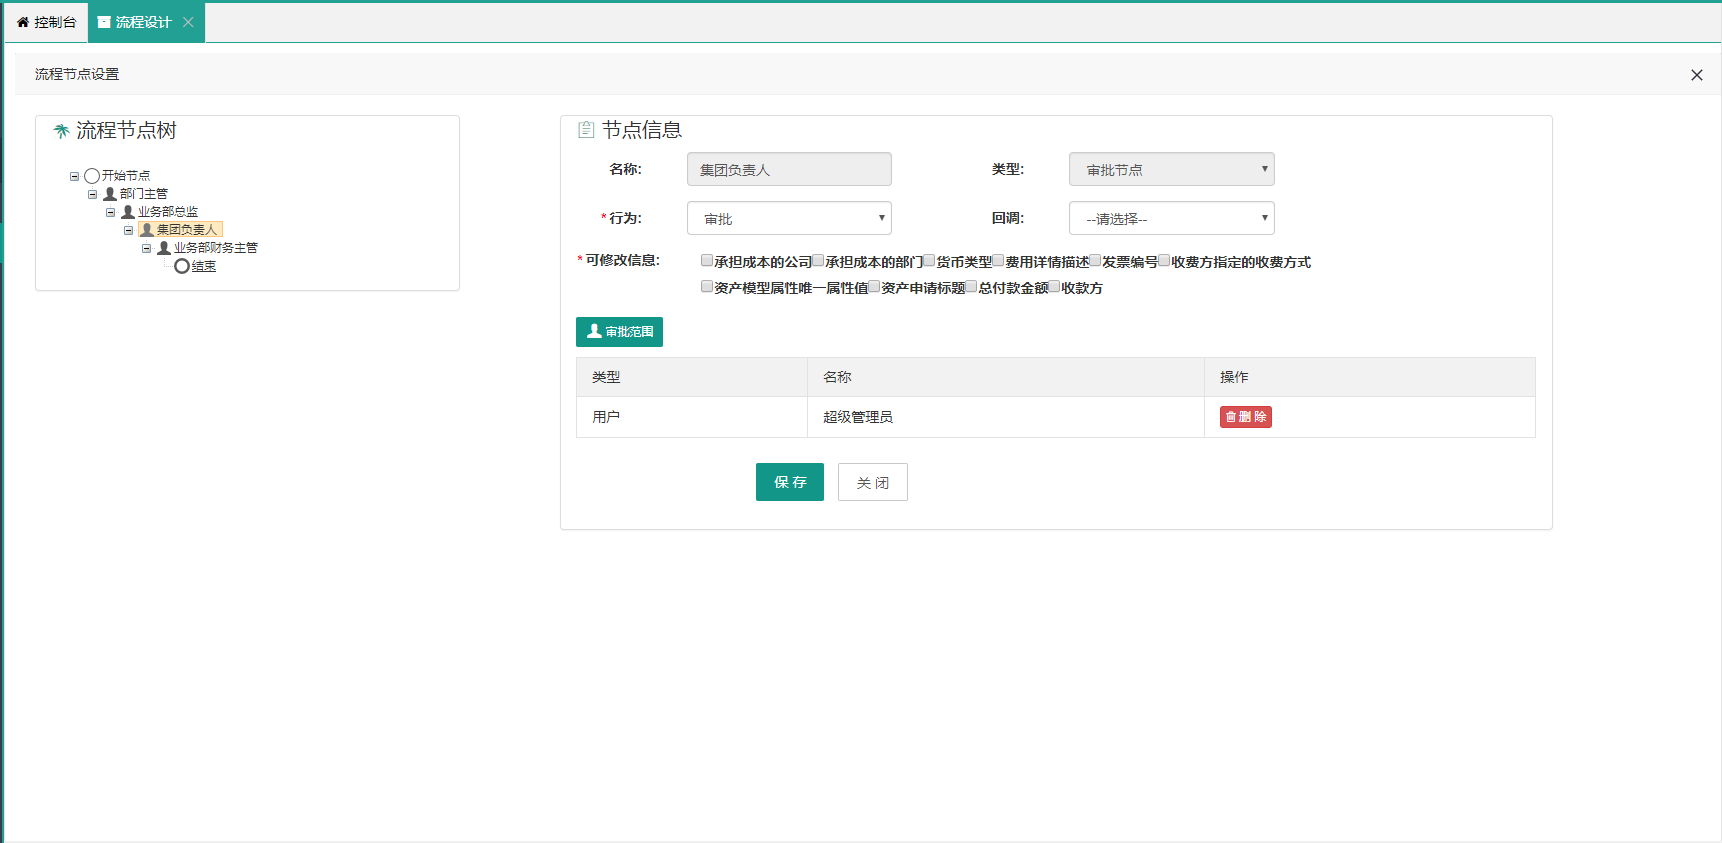 控制台 流程设计
流程节点设置
流程节点树
开始节点
部门主管
业务部总监
集团负责人
业务部财务主管
结束
节点信息
名称: 集团负责人 类型: 审批节点
*行为: 审批 回调: --请选择--
*可修改信息: 承担成本的公司 承担成本的部门 货币类型 费用详情描述 发票编号 收费方指定的收费方式
资产模型属性唯一属性值 资产申请标题 总付款金额 收款方
审批范围
类型 名称 操作
用户 超级管理员 删 除
保 存 关 闭